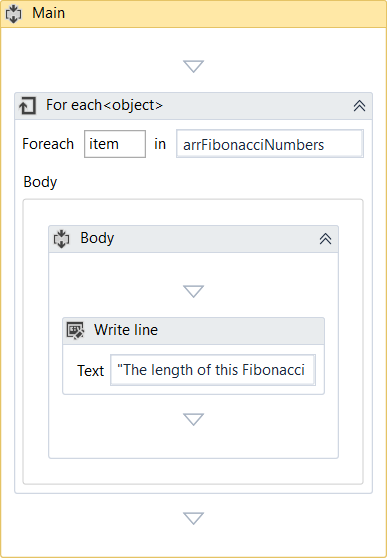 Main
For each<object>
Foreach item in arrFibonacciNumbers
Body
Body
Write line
Text "The length of this Fibonacci